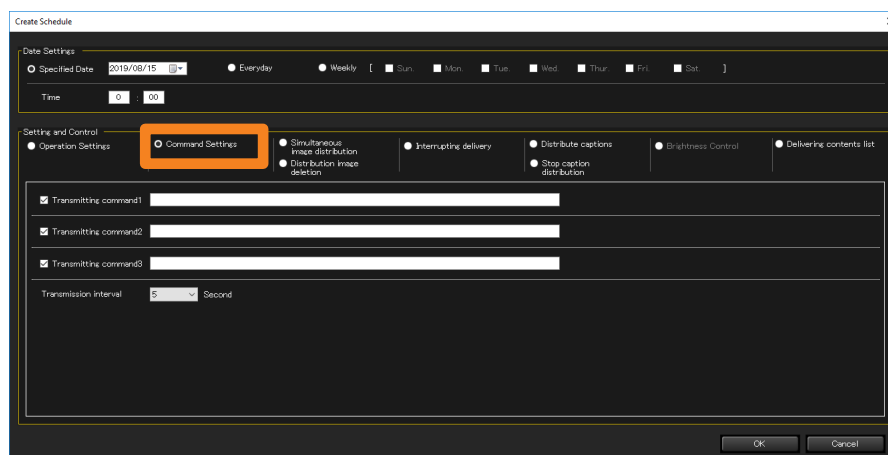 Create Schedule
Date Settings
Specified Date 2019/08/15 Everyday Weekly [ Sun. Mon. Tue. Wed. Thur. Fri. Sat. ]
Time 0 : 00
Setting and Control
Operation Settings
Command Settings
Simultaneous
image distribution
Distribution image
deletion
Interrupting delivery
Distribute captions
Stop caption
distribution
Brightness Control
Delivering contents list
Transmitting command1
Transmitting command2
Transmitting command3
Transmission interval 5 Second
OK Cancel